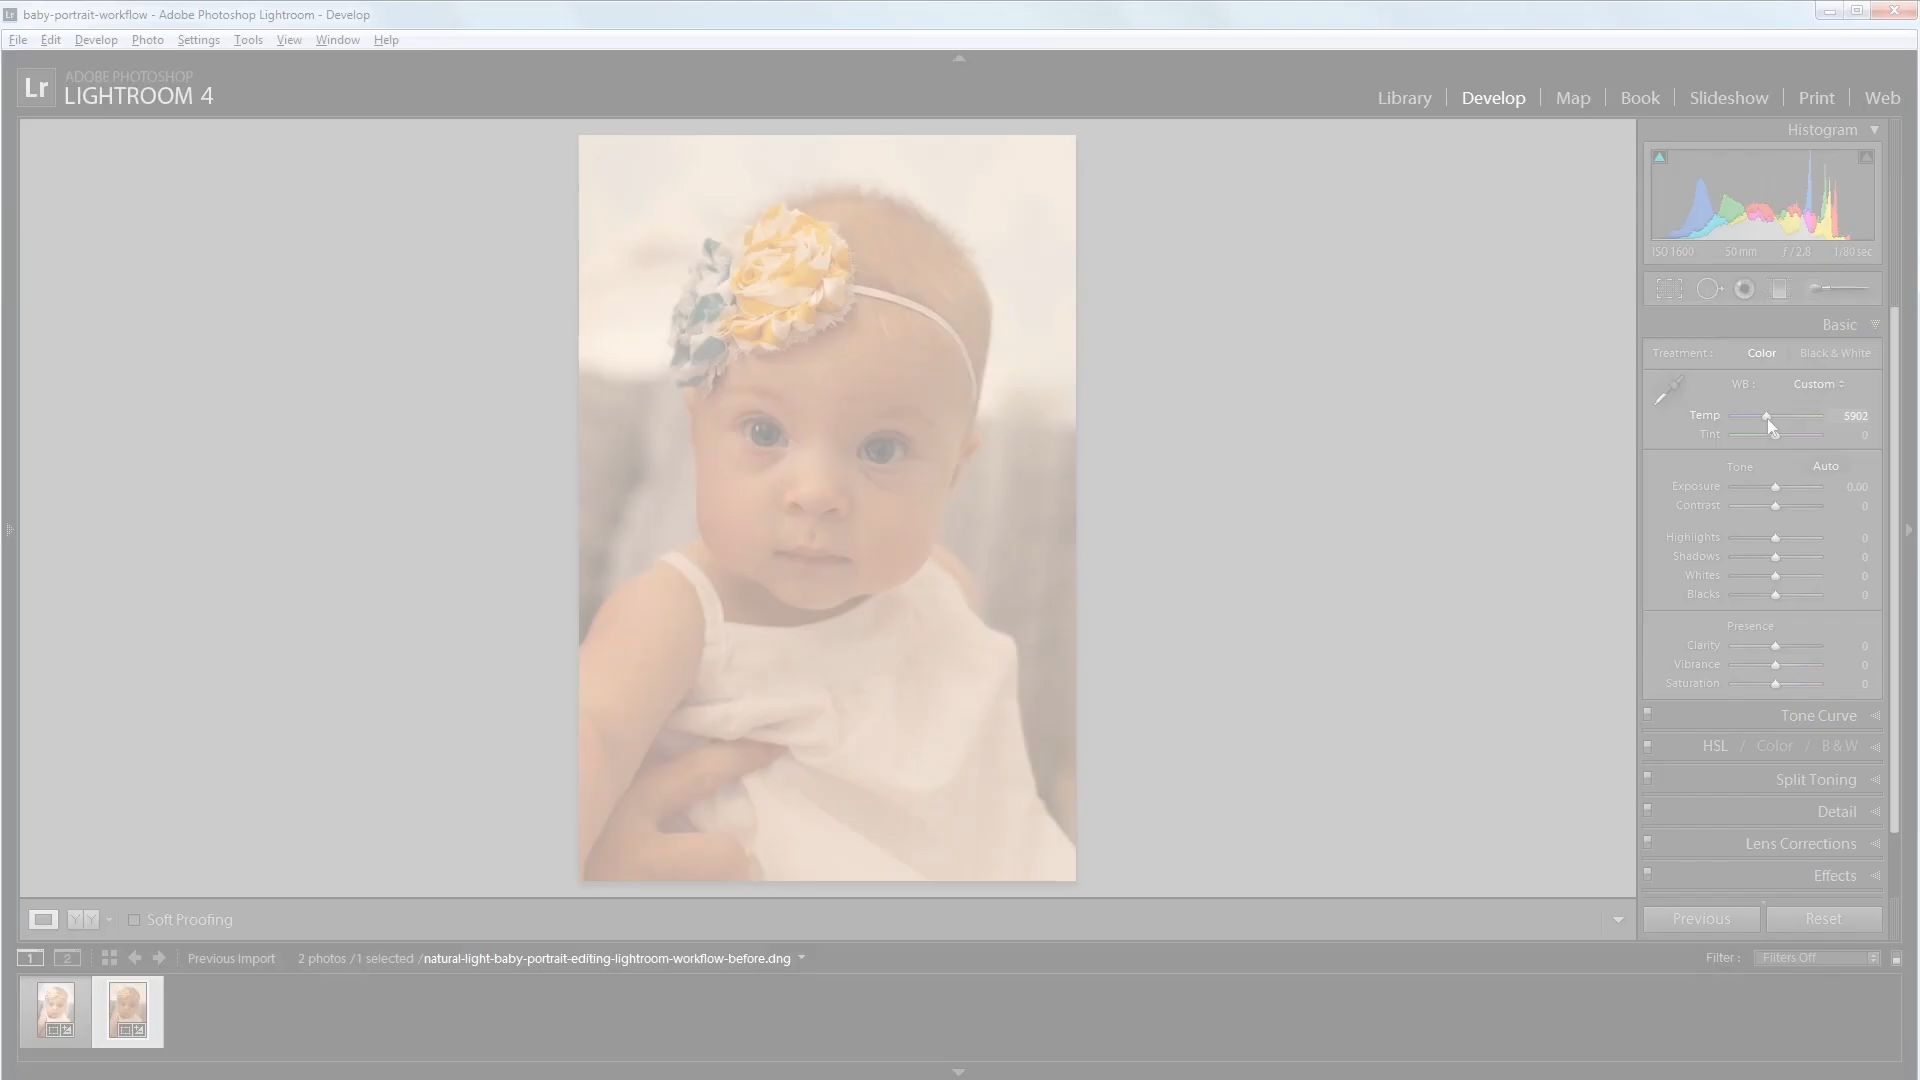 baby-portrait-workflow - Adobe Photoshop Lightroom - Develop
File Edit Develop Photo Settings Tools View Window Help
Lr ADOBE PHOTOSHOP
LIGHTROOM 4
Library Develop Map Book Slideshow Print Web
Histogram
ISO 1600 50 mm ƒ / 2.8 1/80 sec
Basic
Treatment : Color Black & White
WB : Custom
Temp 5902
Tint 0
Tone Auto
Exposure 0.00
Contrast 0
Highlights 0
Shadows 0
Whites 0
Blacks 0
Presence
Clarity 0
Vibrance 0
Saturation 0
Tone Curve
HSL / Color / B & W
Split Toning
Detail
Lens Corrections
Effects
Y Y Soft Proofing
Previous Reset
1 2 Previous Import 2 photos /1 selected /natural-light-baby-portrait-editing-lightroom-workflow-before.dng Filter : Filters Off